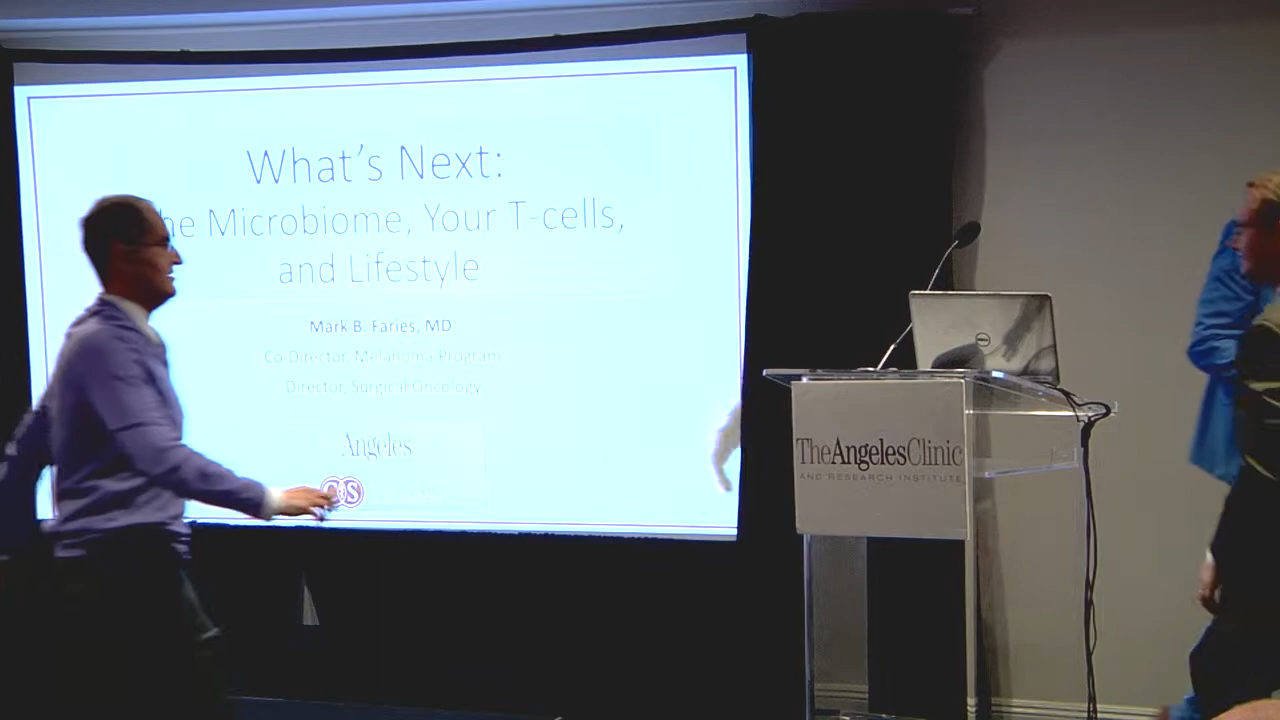 What's Next:
he Microbiome, Your T-cells,
and Lifestyle
Mark B. Faries, MD
Co-Director, Melanoma Program
Director, Surgical Oncology
Angeles
TheAngelesClinic
AND RESEARCH INSTITUTE
DELL